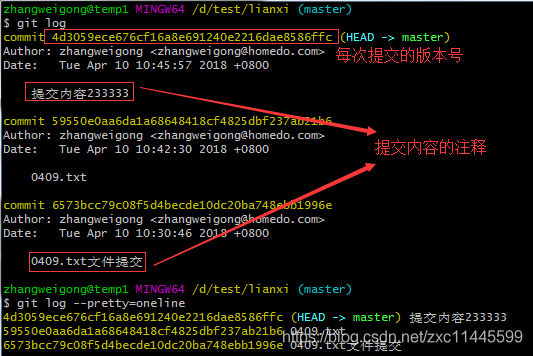 zhangweigong@temp1 MINGW64 /d/test/lianxi (master)
$ git log
commit 4d3059ece676cf16a8e691240e2216dae8586ffc (HEAD -> master)
Author: zhangweigong <zhangweigong@homedo.com>
每次提交的版本号
Date:   Tue Apr 10 10:45:57 2018 +0800
提交内容233333
commit 59550e0aa6da1a68648418cf4825dbf237ab21b6
Author: zhangweigong <zhangweigong@homedo.com>
Date:   Tue Apr 10 10:42:30 2018 +0800
提交内容的注释
0409.txt
commit 6573bcc79c08f5d4becde10dc20ba748ebb1996e
Author: zhangweigong <zhangweigong@homedo.com>
Date:   Tue Apr 10 10:30:46 2018 +0800
0409.txt文件提交
zhangweigong@temp1 MINGW64 /d/test/lianxi (master)
$ git log --pretty=oneline
4d3059ece676cf16a8e691240e2216dae8586ffc (HEAD -> master) 提交内容233333
59550e0aa6da1a68648418cf4825dbf237ab21b6 0409.txt
6573bcc79c08f5d4becde10dc20ba748ebb1996e 0409.txt文件提交
https://blog.csdn.net/zxc11445599